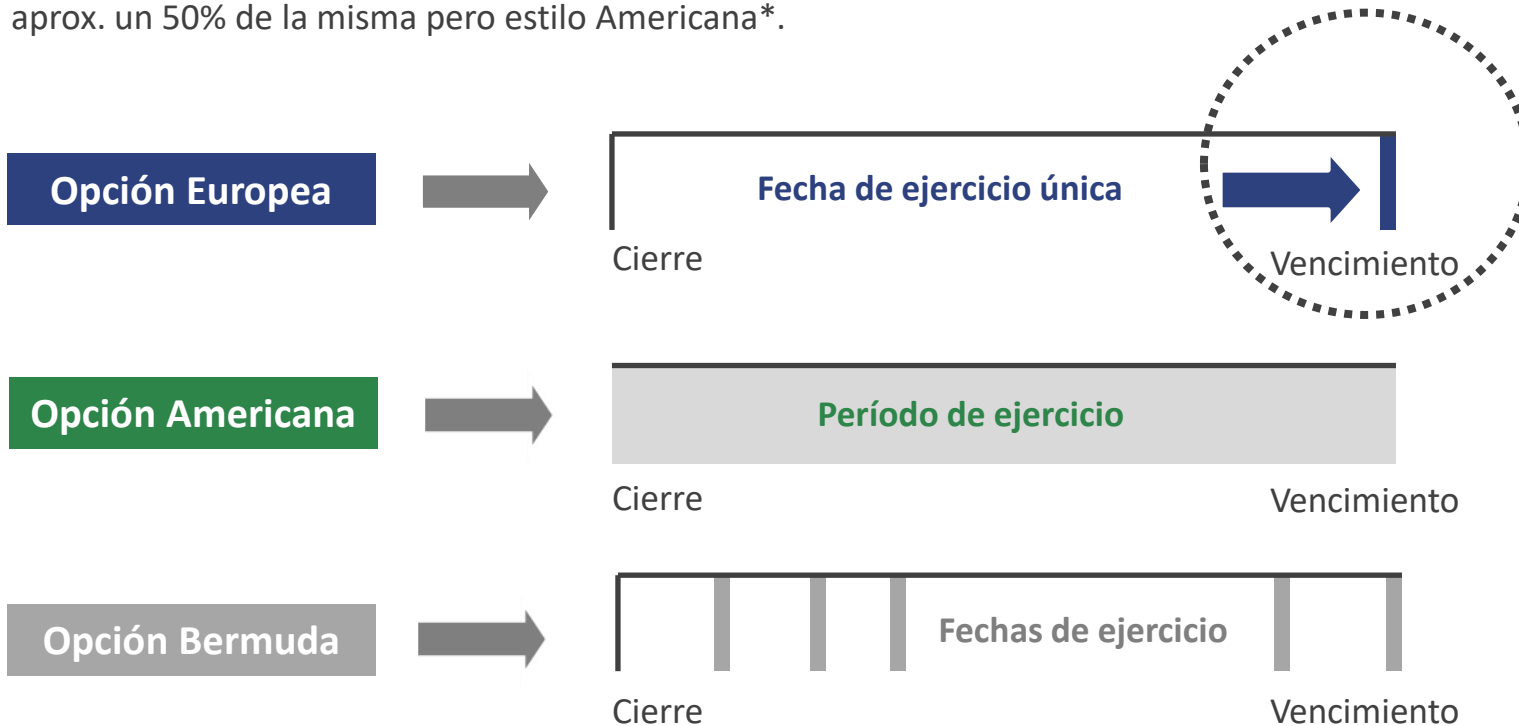 aprox. un 50% de la misma pero estilo Americana*.
Opción Europea
Fecha de ejercicio única
Cierre
Vencimiento
Opción Americana
Período de ejercicio
Cierre
Vencimiento
Opción Bermuda
Fechas de ejercicio
Cierre
Vencimiento